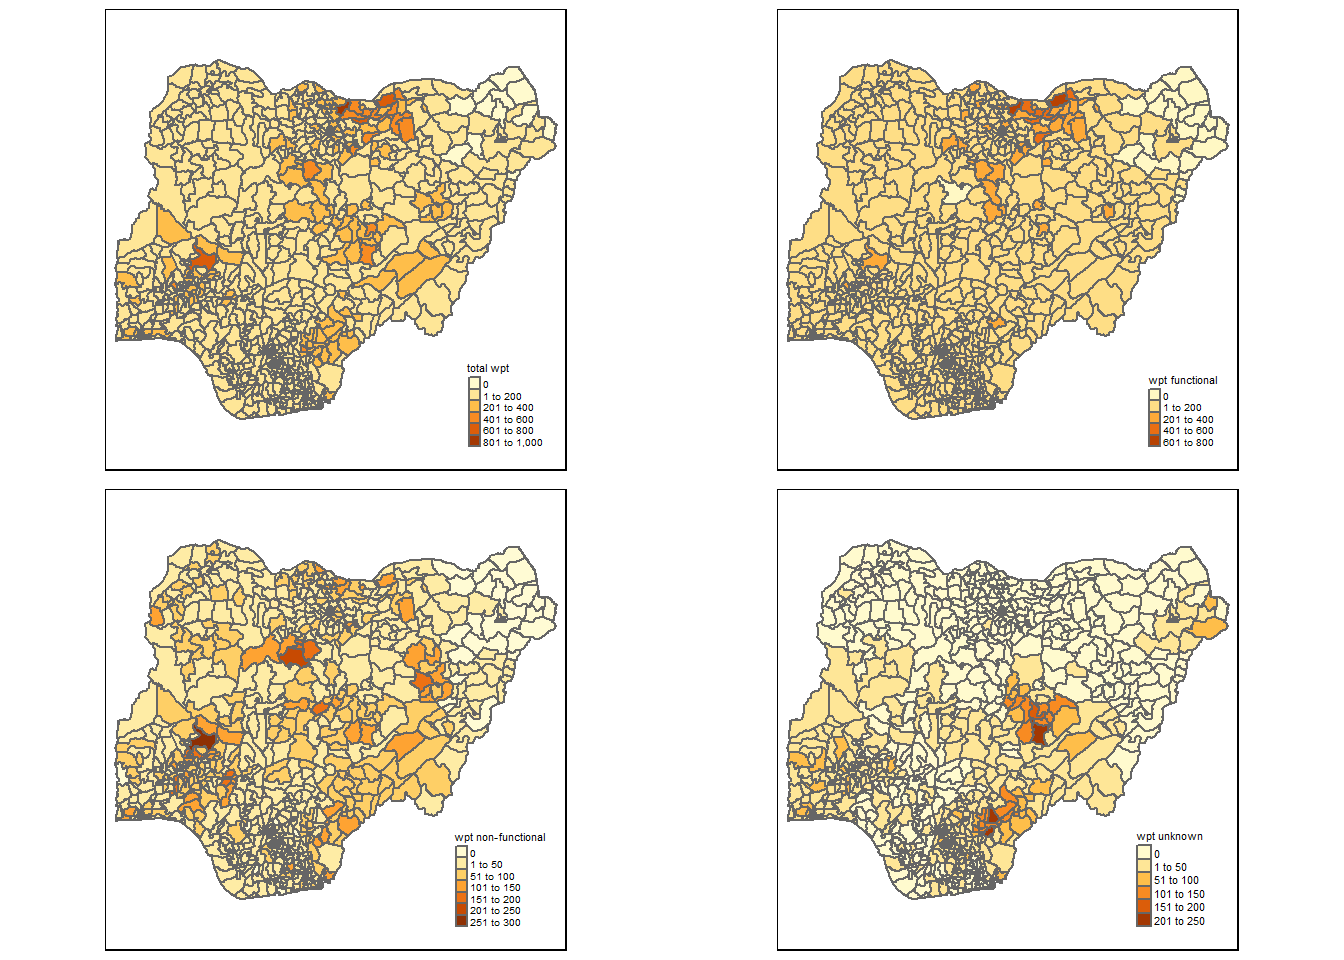 total wpt
0
1 to 200
201 to 400
401 to 600
601 to 800
801 to 1,000
wpt functional
0
1 to 200
201 to 400
401 to 600
601 to 800
wpt non-functional
0
1 to 50
51 to 100
101 to 150
151 to 200
201 to 250
251 to 300
wpt unknown
0
1 to 50
51 to 100
101 to 150
151 to 200
201 to 250